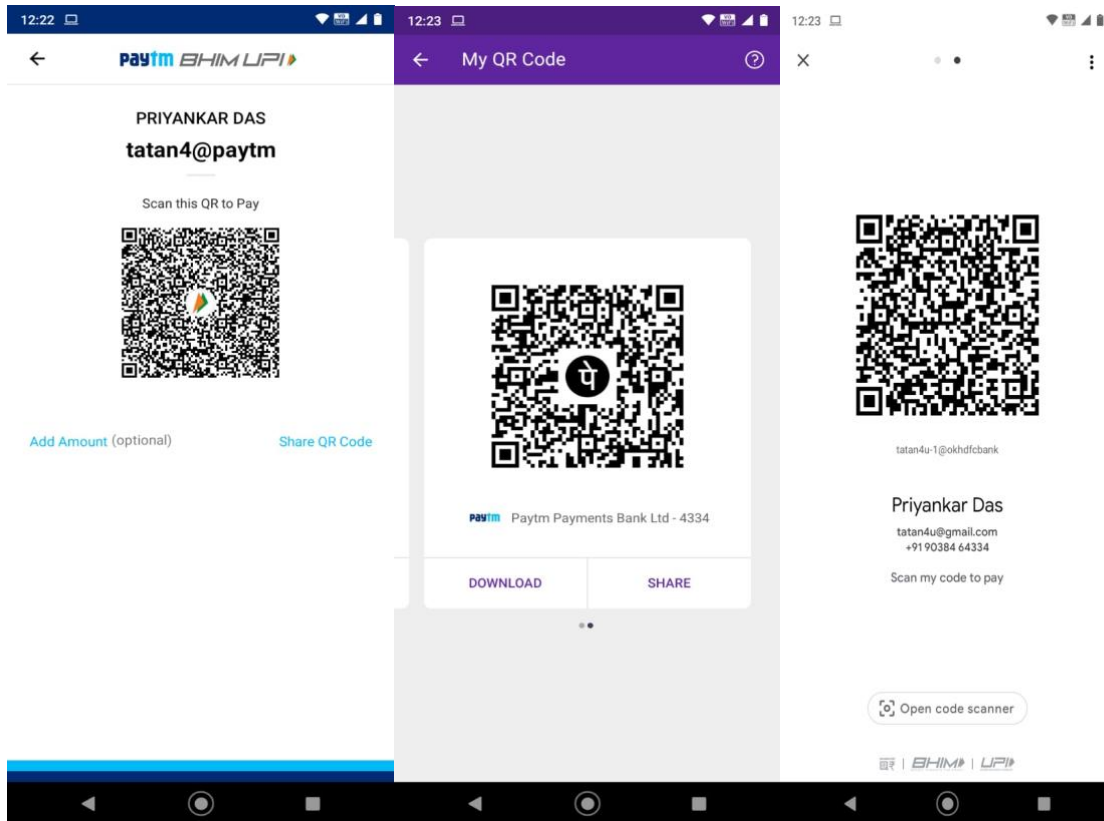 12:22
paytm BHIM UPI
PRIYANKAR DAS
tatan4@paytm
Scan this QR to Pay
Add Amount (optional)
Share QR Code
12:23
My QR Code
पे
paytm Paytm Payments Bank Ltd - 4334
DOWNLOAD
SHARE
12:23
tatan4u-1@okhdfcbank
Priyankar Das
tatan4u@gmail.com
+91 90384 64334
Scan my code to pay
Open code scanner
BHIM | UPI